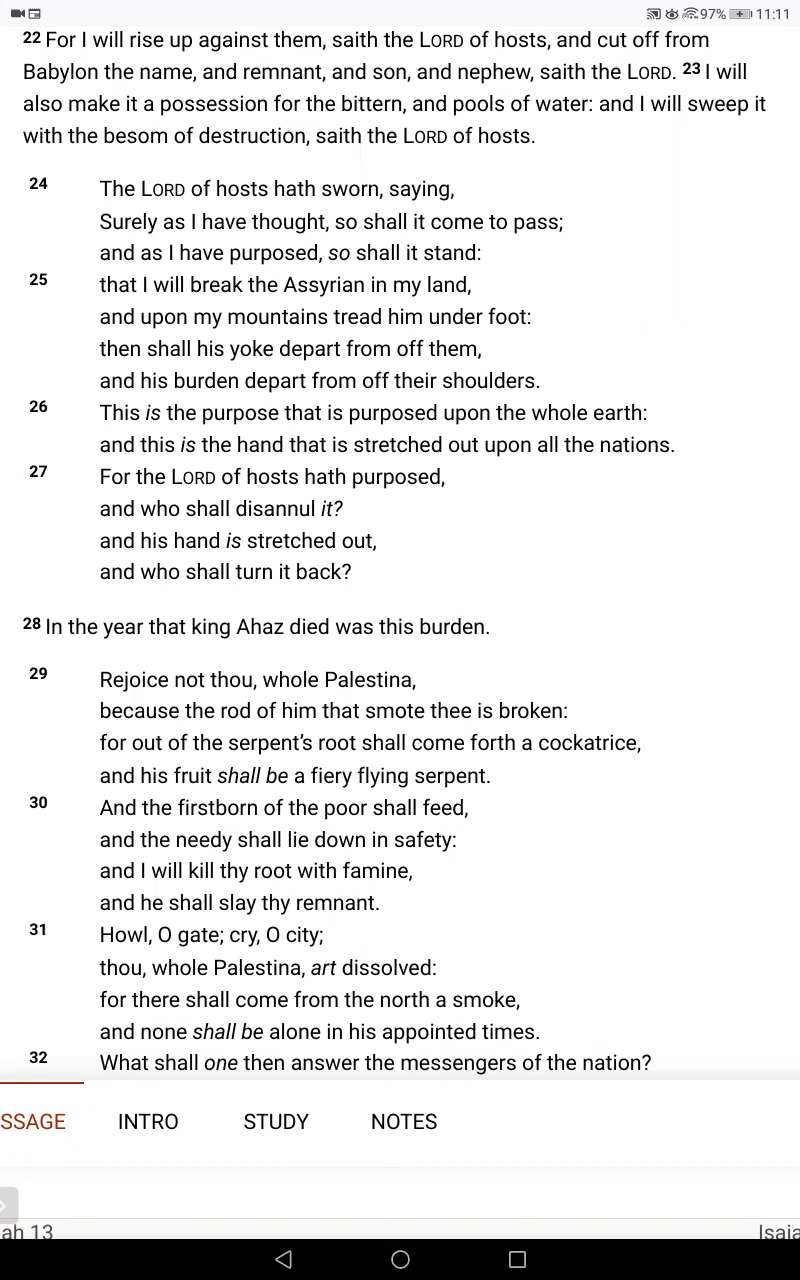 97% 11:11
22 For I will rise up against them, saith the LORD of hosts, and cut off from
Babylon the name, and remnant, and son, and nephew, saith the LORD. 23 I will
also make it a possession for the bittern, and pools of water: and I will sweep it
with the besom of destruction, saith the LORD of hosts.
24 The LORD of hosts hath sworn, saying,
Surely as I have thought, so shall it come to pass;
and as I have purposed, so shall it stand:
25 that I will break the Assyrian in my land,
and upon my mountains tread him under foot:
then shall his yoke depart from off them,
and his burden depart from off their shoulders.
26 This is the purpose that is purposed upon the whole earth:
and this is the hand that is stretched out upon all the nations.
27 For the LORD of hosts hath purposed,
and who shall disannul it?
and his hand is stretched out,
and who shall turn it back?
28 In the year that king Ahaz died was this burden.
29 Rejoice not thou, whole Palestina,
because the rod of him that smote thee is broken:
for out of the serpent's root shall come forth a cockatrice,
and his fruit shall be a fiery flying serpent.
30 And the firstborn of the poor shall feed,
and the needy shall lie down in safety:
and I will kill thy root with famine,
and he shall slay thy remnant.
31 Howl, O gate; cry, O city;
thou, whole Palestina, art dissolved:
for there shall come from the north a smoke,
and none shall be alone in his appointed times.
32 What shall one then answer the messengers of the nation?
SSAGE INTRO STUDY NOTES
ah 13 Isaia